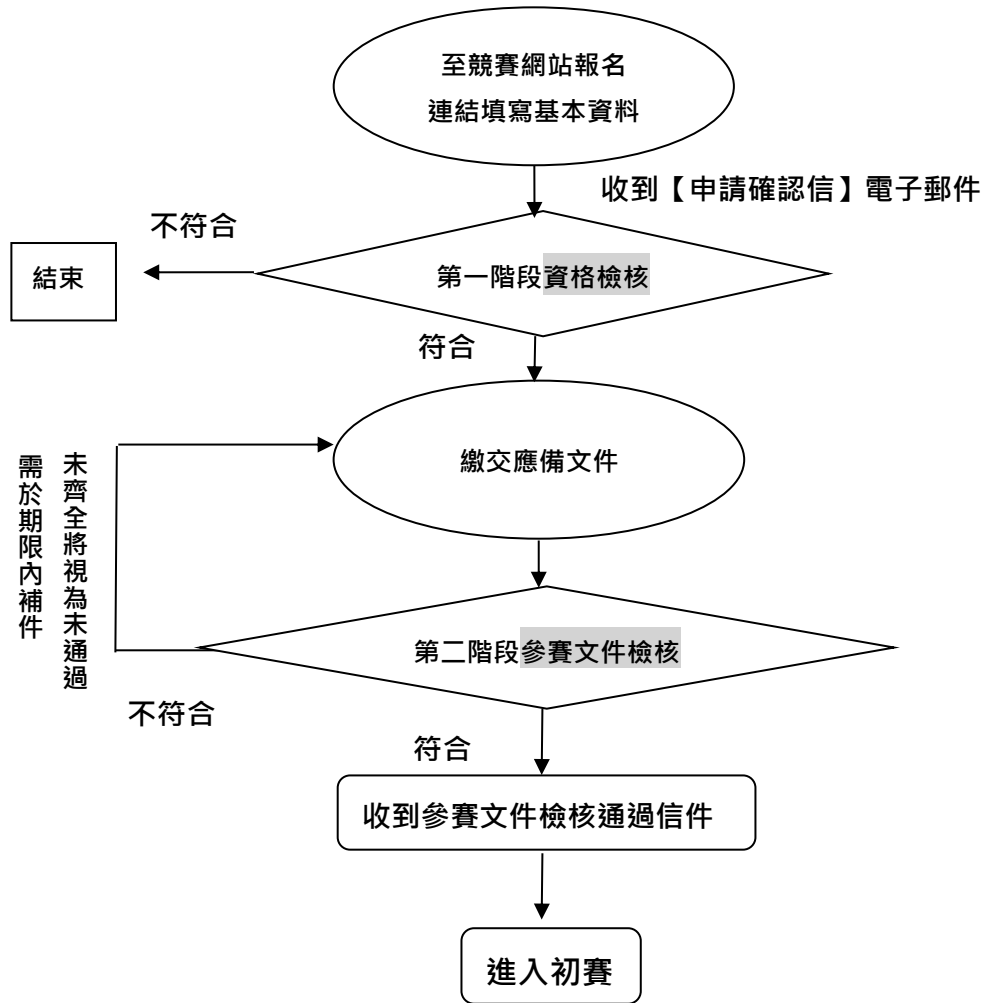 至競賽網站報名
連結填寫基本資料
收到【申請確認信】電子郵件
不符合
結束
第一階段資格檢核
符合
繳交應備文件
需於期限內補件
未齊全將視為未通過
第二階段參賽文件檢核
不符合
符合
收到參賽文件檢核通過信件
進入初賽